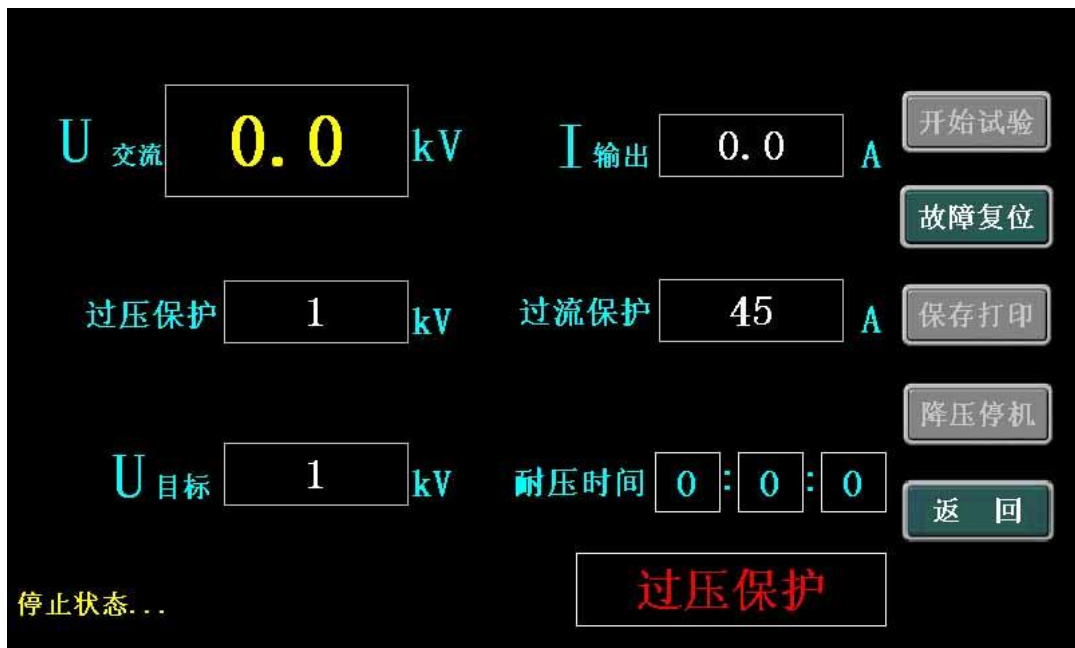 U 交流 0.0 kV I 输出 0.0 A 开始试验
故障复位
过压保护 1 kV 过流保护 45 A 保存打印
降压停机
U 目标 1 kV 耐压时间 0 : 0 : 0 返 回
过压保护
停止状态...